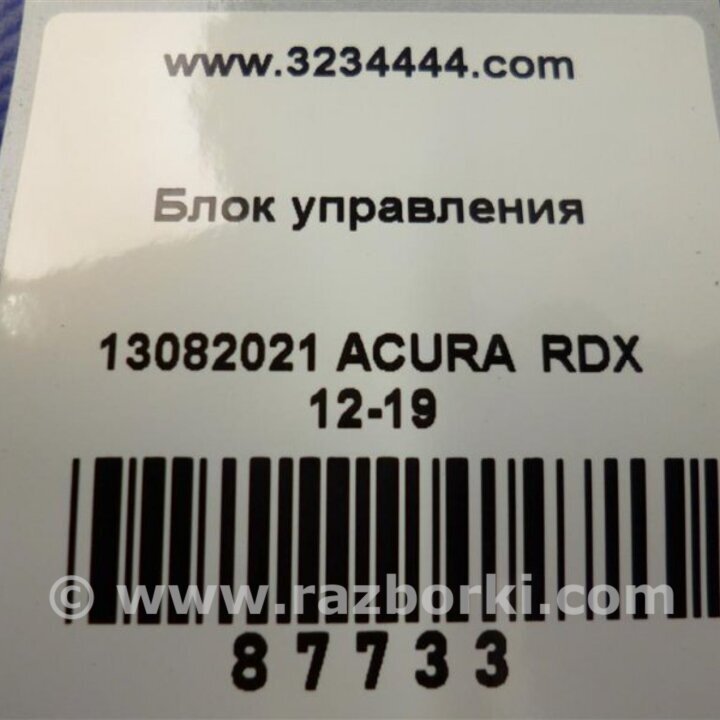 www.3234444.com
Блок управления
13082021 ACURA RDX
12-19
© www.razborki.com
87733